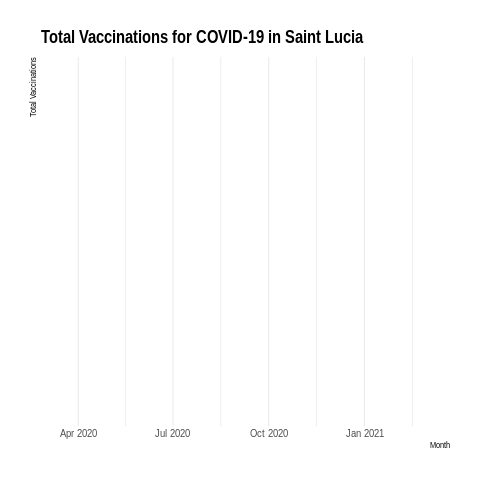 Total Vaccinations for COVID-19 in Saint Lucia
Total Vaccinations
Apr 2020
Jul 2020
Oct 2020
Jan 2021
Month